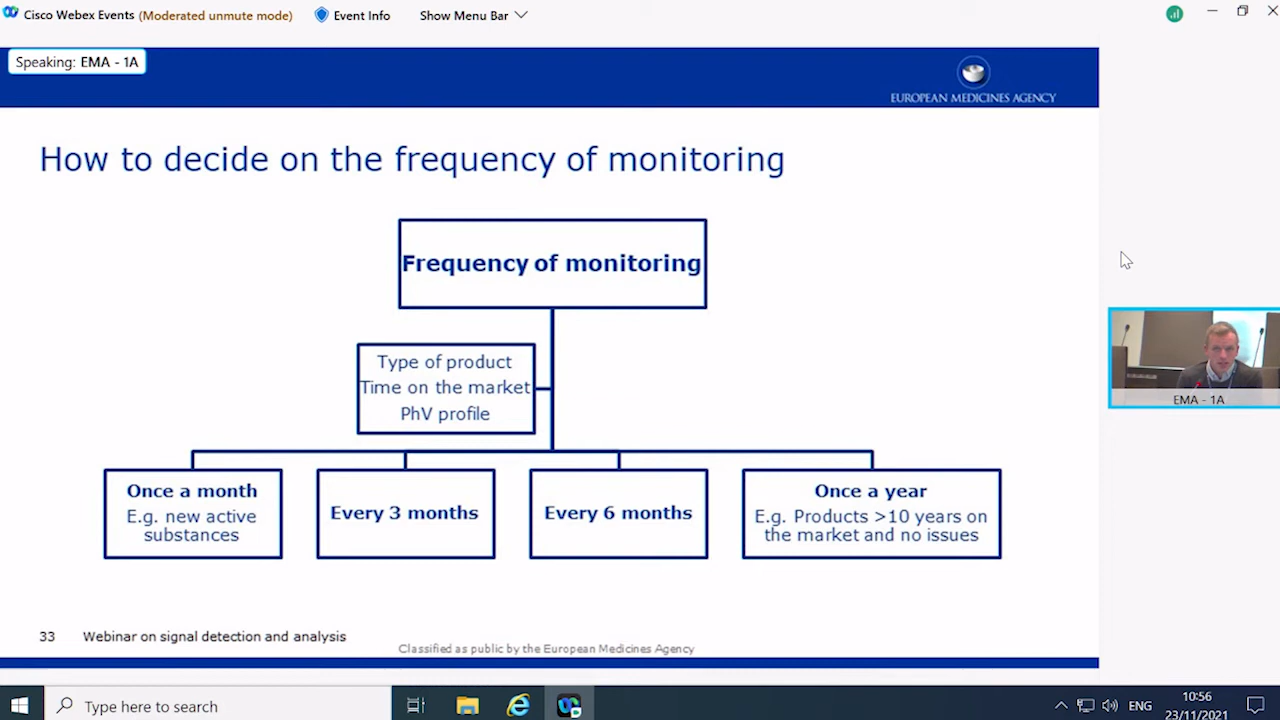 Cisco Webex Events (Moderated unmute mode)
Event Info
Show Menu Bar
Speaking: EMA - 1A
EUROPEAN MEDICINES AGENCY
How to decide on the frequency of monitoring
Frequency of monitoring
Type of product
Time on the market
PhV profile
Once a month
E.g. new active
substances
Every 3 months
Every 6 months
Once a year
E.g. Products >10 years on
the market and no issues
EMA - 1A
33
Webinar on signal detection and analysis
Classified as public by the European Medicines Agency
Type here to search
ENG
10:56
23/11/2021